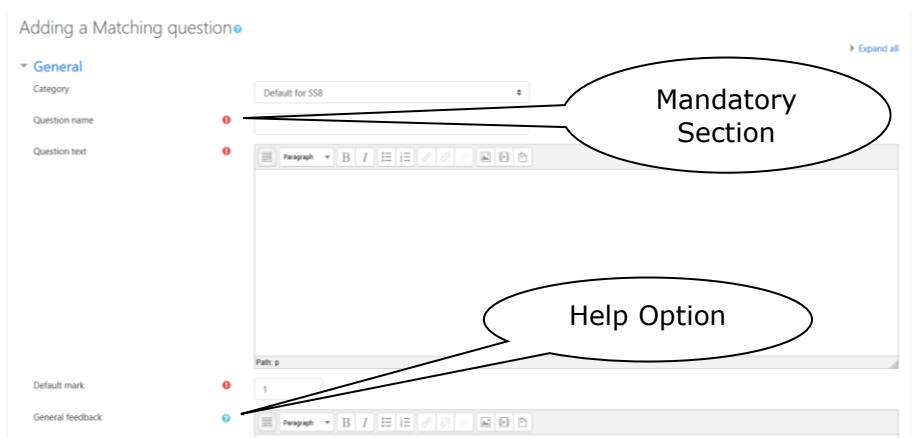 Adding a Matching question
Expand all
General
Category
Default for SS8
Mandatory
Section
Question name
Question text
Paragraph
B I
Help Option
Path: p
Default mark
1
General feedback
Paragraph
B I